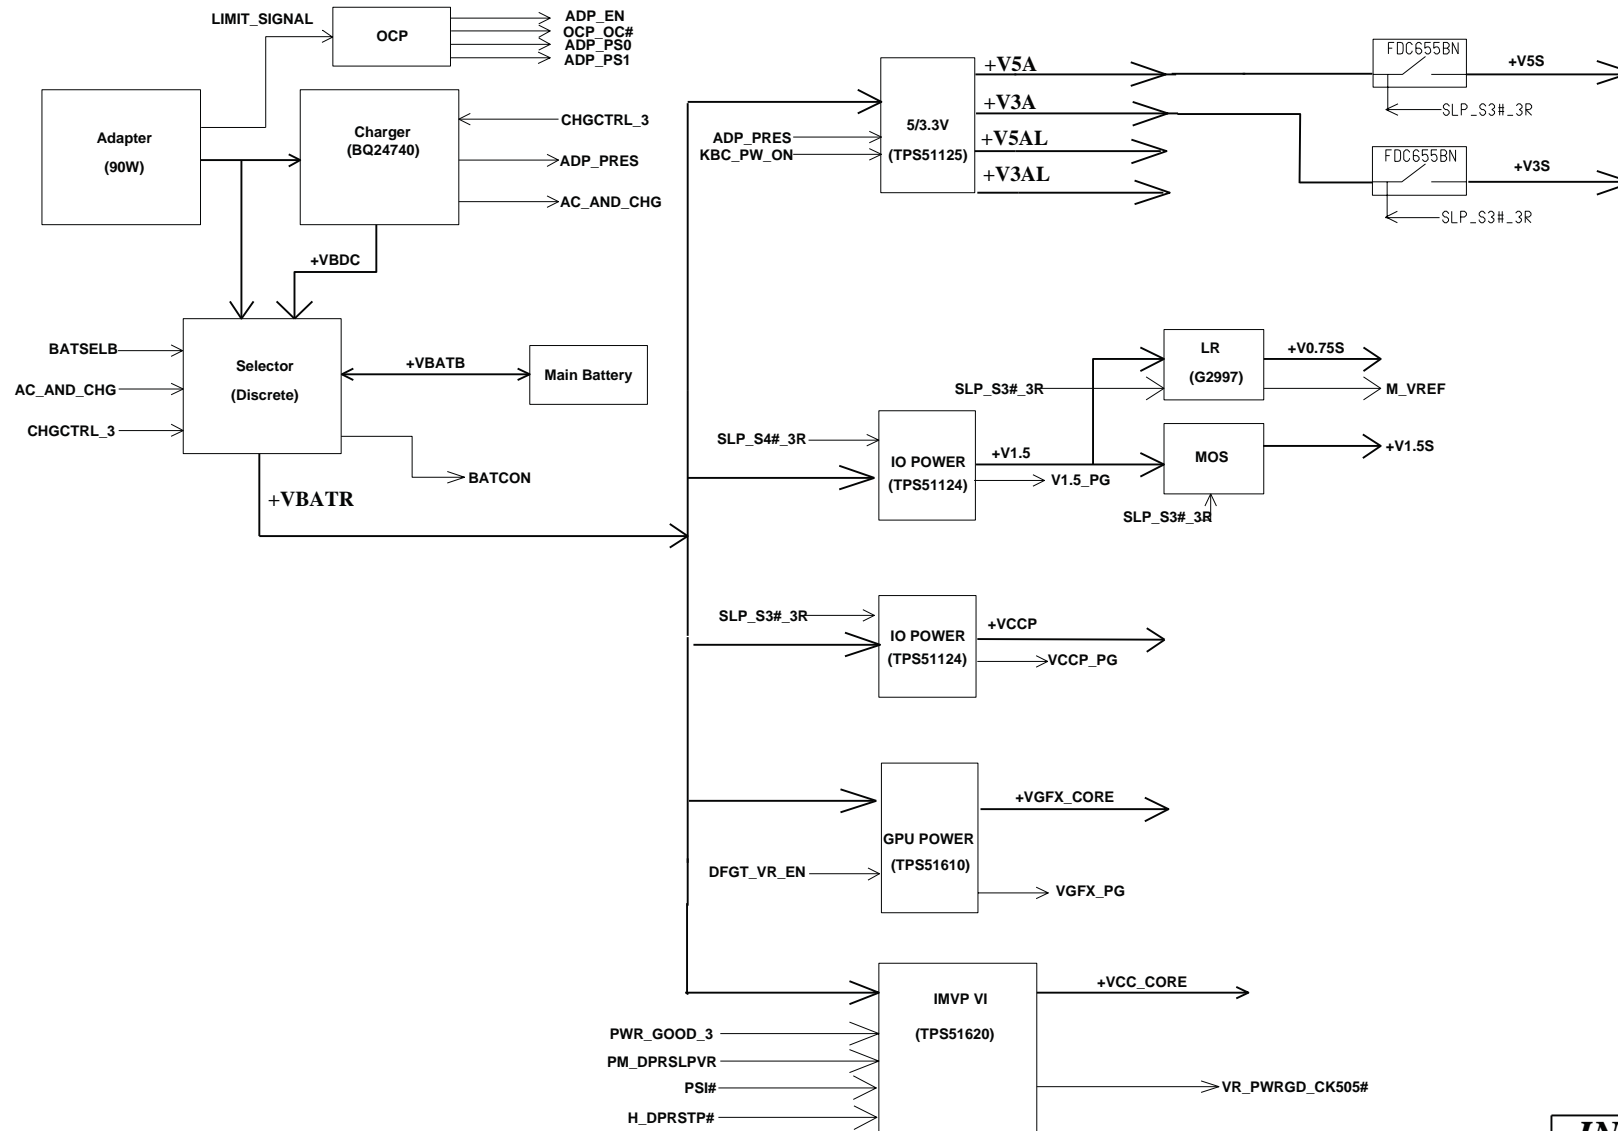 LIMIT_SIGNAL
OCP
ADP_EN
OCP_OC#
ADP_PS0
ADP_PS1
Adapter
(90W)
Charger
(BQ24740)
CHGCTRL_3
ADP_PRES
AC_AND_CHG
+VBDC
BATSELB
AC_AND_CHG
CHGCTRL_3
Selector
(Discrete)
+VBATB
Main Battery
BATCON
+VBATR
ADP_PRES
KBC_PW_ON
5/3.3V
(TPS51125)
+V5A
+V3A
+V5AL
+V3AL
FDC655BN
+V5S
SLP_S3#_3R
FDC655BN
+V3S
SLP_S3#_3R
SLP_S4#_3R
IO POWER
(TPS51124)
+V1.5
V1.5_PG
SLP_S3#_3R
LR
(G2997)
+V0.75S
M_VREF
MOS
+V1.5S
SLP_S3#_3R
SLP_S3#_3R
IO POWER
(TPS51124)
+VCCP
VCCP_PG
DFGT_VR_EN
GPU POWER
(TPS51610)
+VGFX_CORE
VGFX_PG
IMVP VI
(TPS51620)
+VCC_CORE
PWR_GOOD_3
PM_DPRSLPVR
PSI#
H_DPRSTP#
VR_PWRGD_CK505#